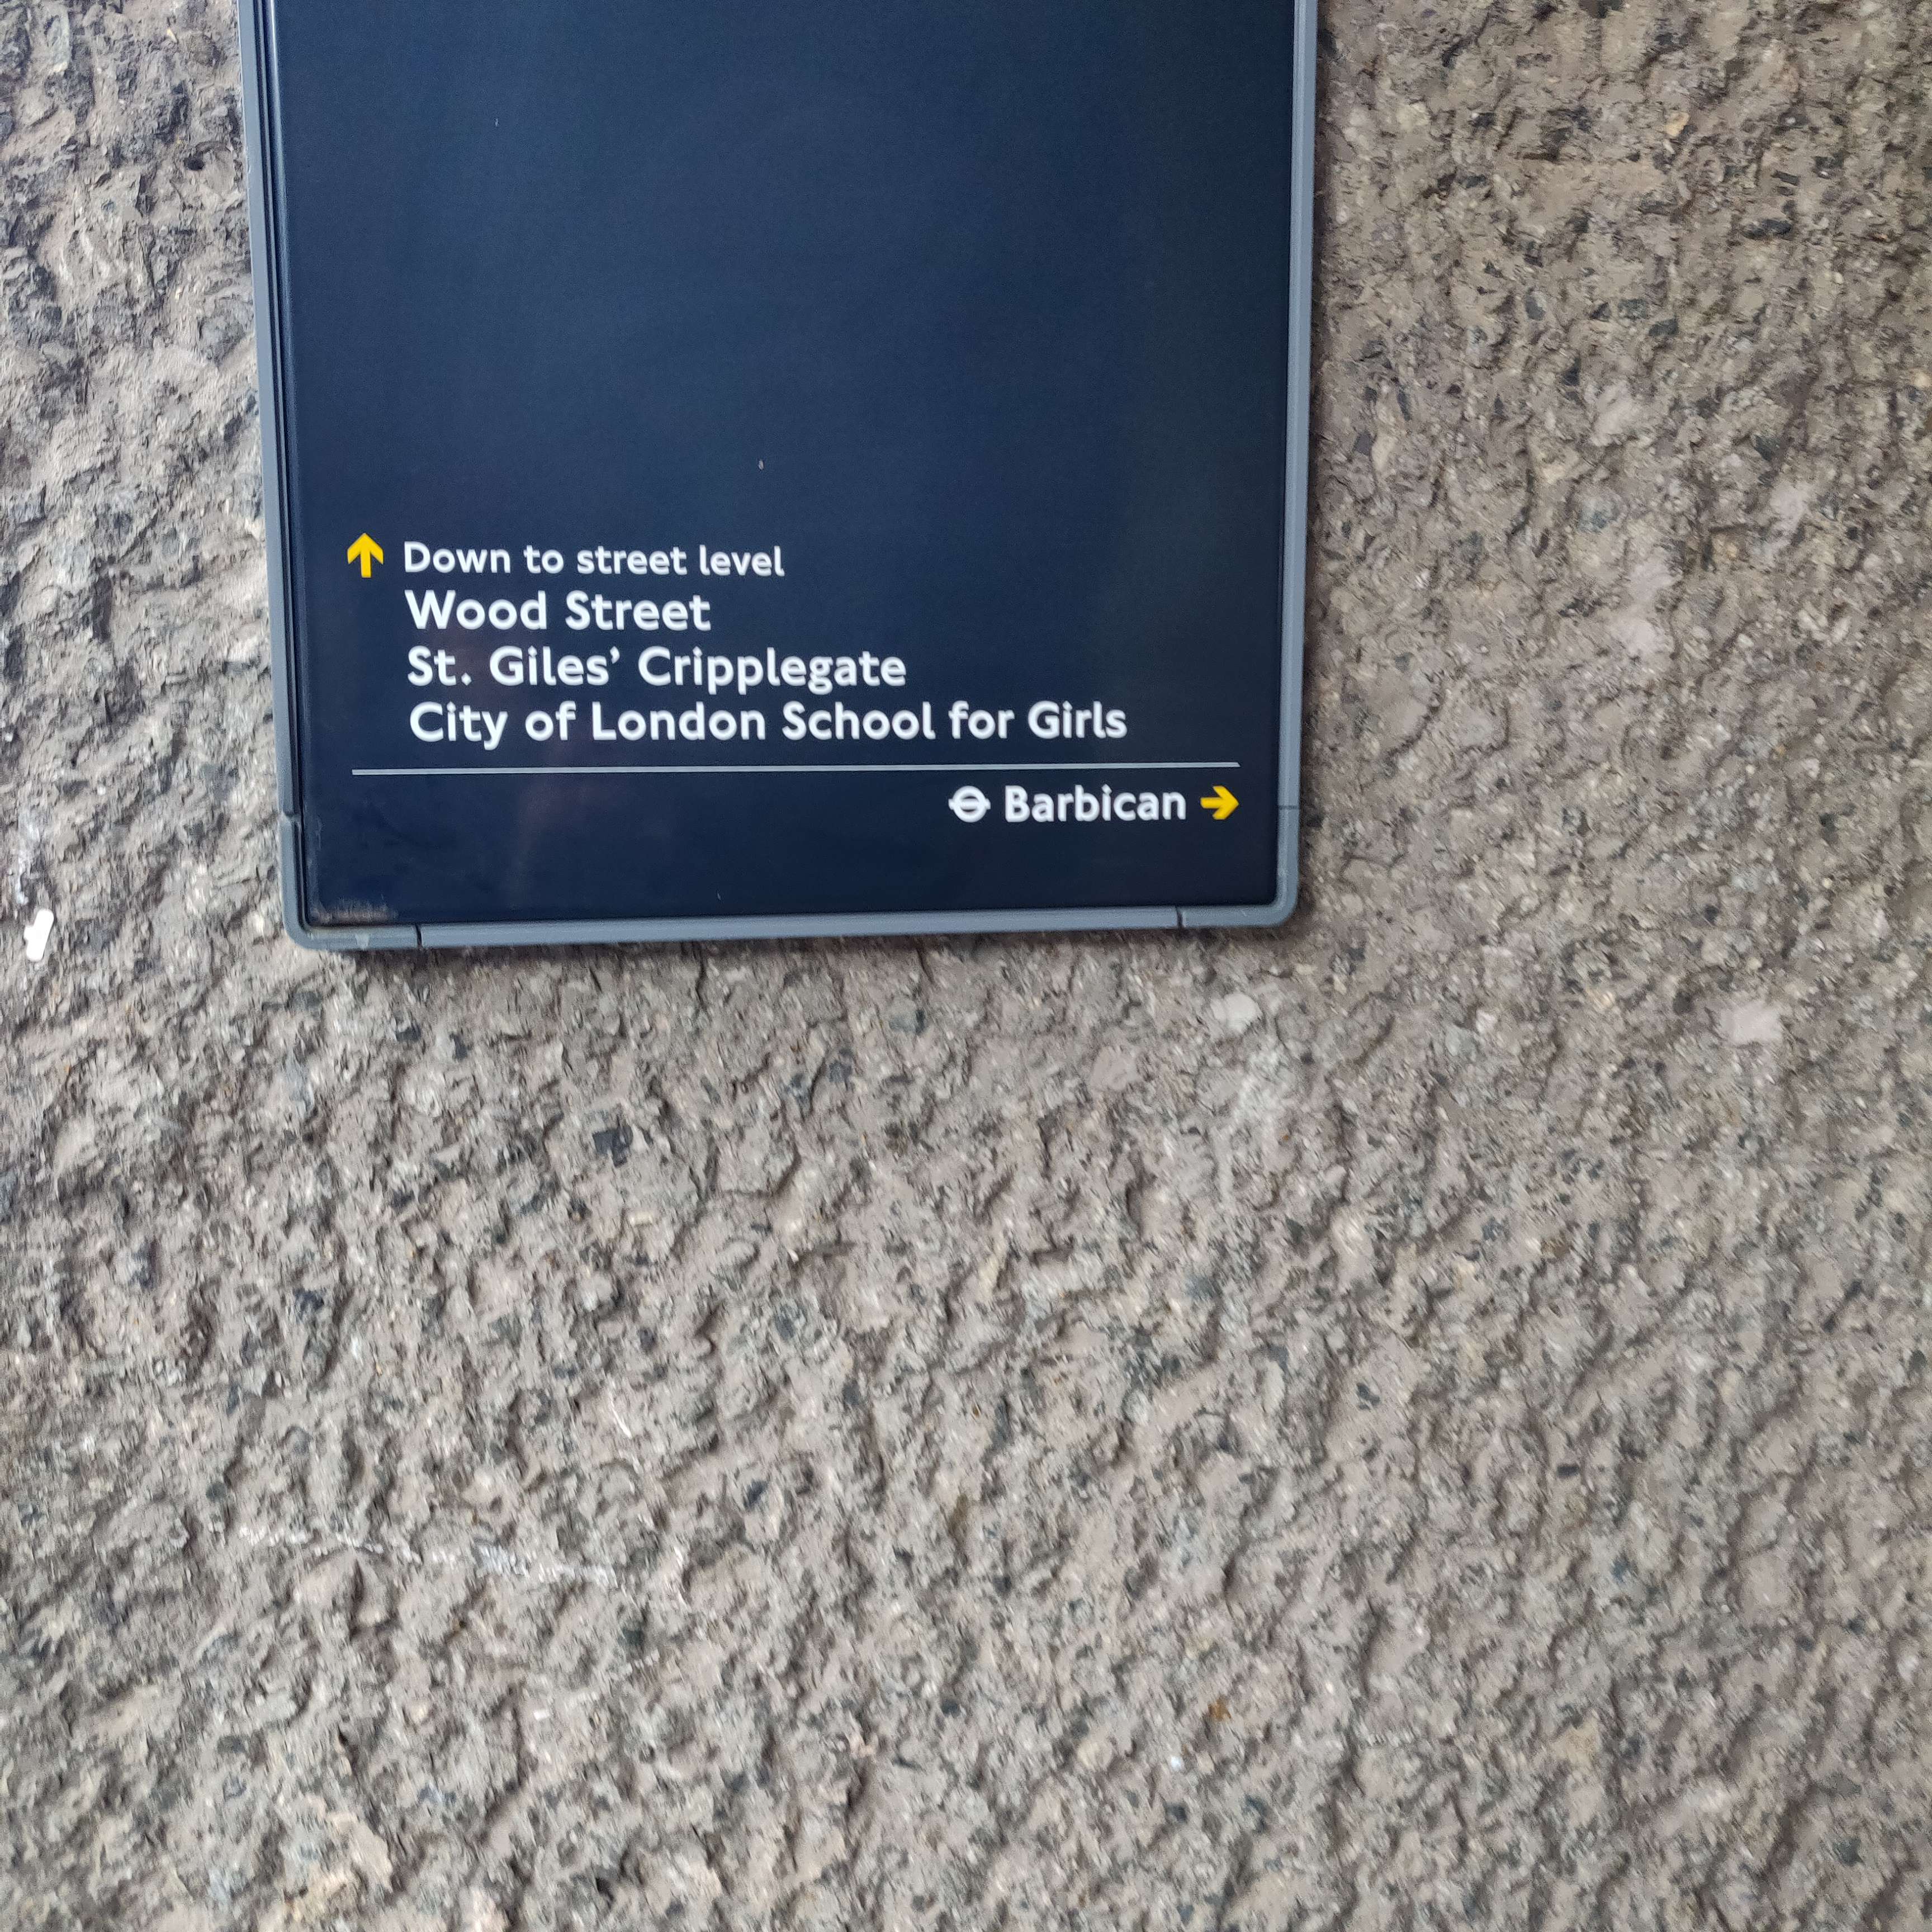 Down to street level
Wood Street
St. Giles’ Cripplegate
City of London School for Girls
Barbican